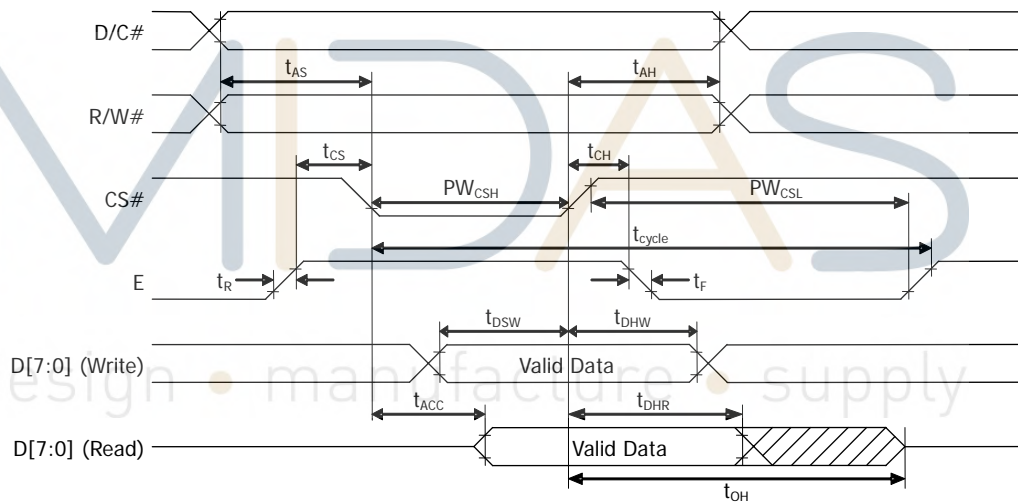 D/C#
tAS
tAH
R/W#
tCS
tCH
CS#
PWCSH
PWCSL
tcycle
E
tR
tF
tDSW
tDHW
D[7:0] (Write)
Valid Data
tACC
tDHR
D[7:0] (Read)
Valid Data
tOH
MIDAS
design • manufacture • supply